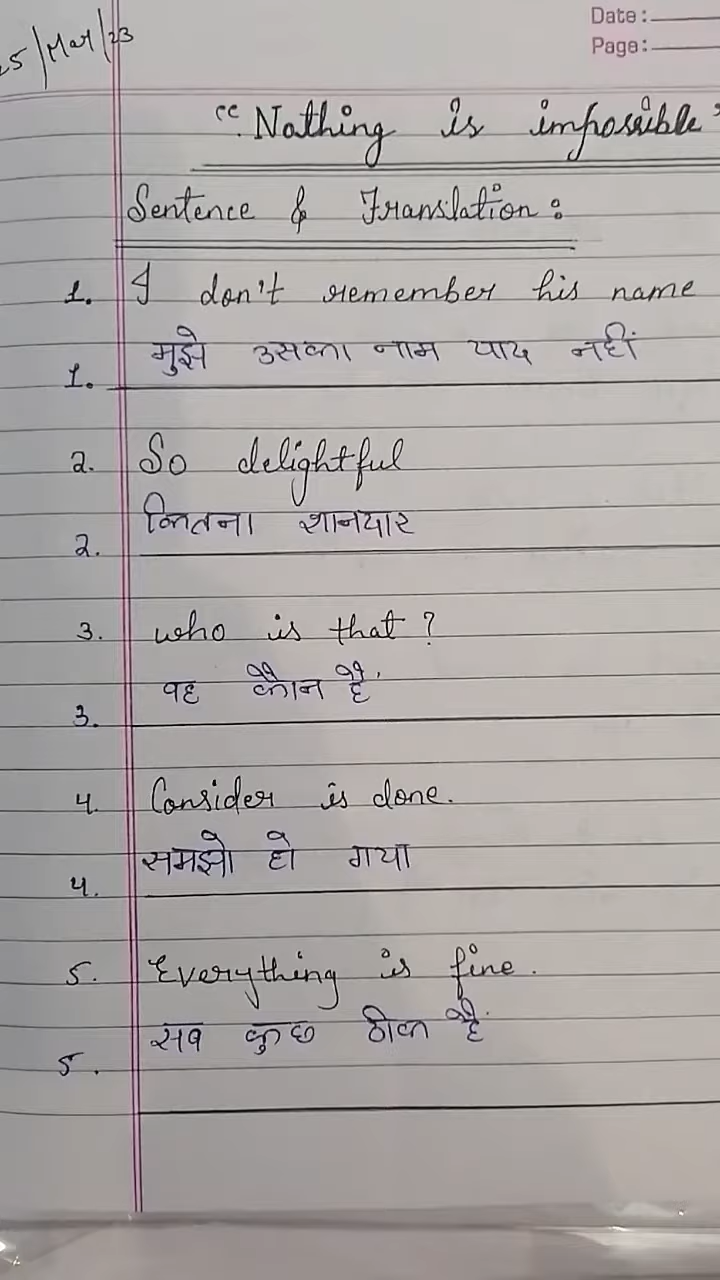 25/Mar/23
Date:
Page:
"Nothing is impossible"
Sentence & Translation:
1. I don't remember his name
1. मुझे उसका नाम याद नहीं
2. So delightful
2. कितना शानदार
3. who is that ?
3. वह कौन है
4. Consider is done.
4. समझो हो गया
5. Everything is fine.
5. सब कुछ ठीक है